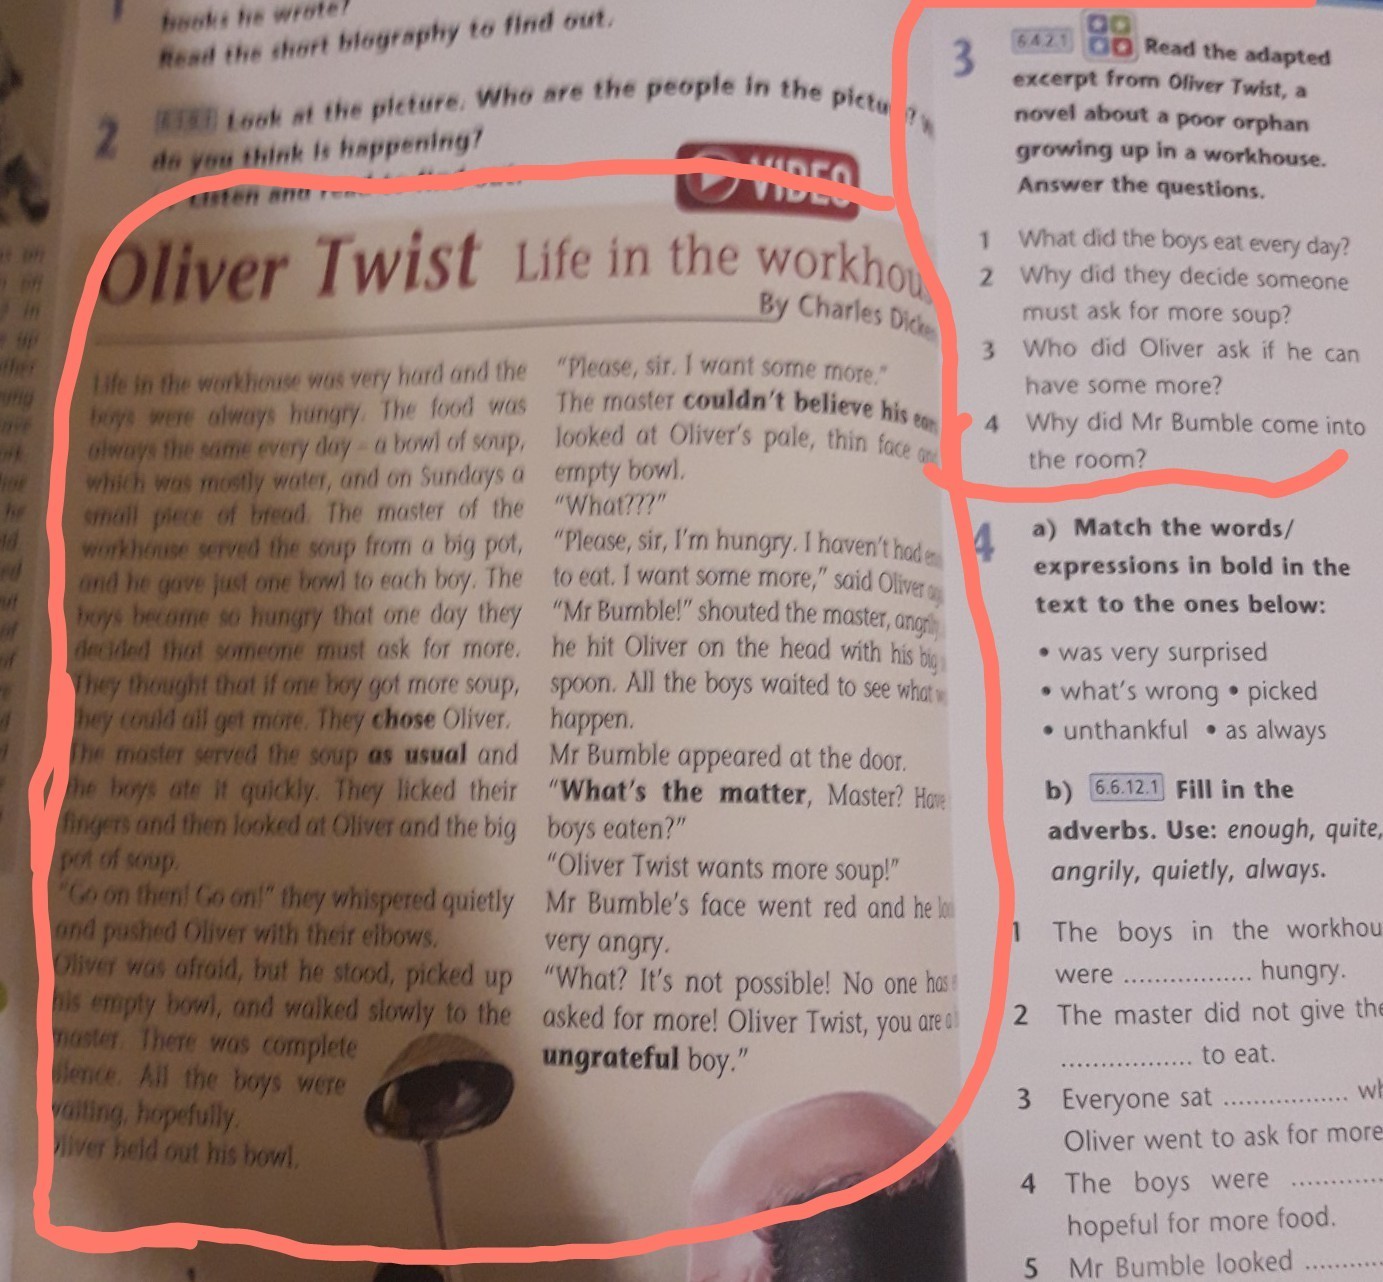 books he wrote?
Read the short biography to find out.
2 Look at the picture. Who are the people in the
do you think is happening?
Listen and
VIDEO
Oliver Twist Life in the
By Charles
Life in the workhouse was very hard and the
boys were always hungry. The food was
always the same every day - a bowl of soup,
which was mostly water, and on Sundays a
small piece of bread. The master of the
workhouse served the soup from a big pot,
and he gave just one bowl to each boy. The
boys became so hungry that one day they
decided that someone must ask for more.
They thought that if one boy got more soup,
they could all get more. They chose Oliver.
The master served the soup as usual and
the boys ate it quickly. They licked their
fingers and then looked at Oliver and the big
pot of soup.
"Go on then! Go on!" they whispered quietly
and pushed Oliver with their elbows.
Oliver was afraid, but he stood, picked up
his empty bowl, and walked slowly to the
master. There was complete
silence. All the boys were
waiting, hopefully.
Oliver held out his bowl.
"Please, sir. I want some more."
The master couldn't believe his
looked at Oliver's pale, thin face
empty bowl.
"What???"
"Please, sir, I'm hungry. I haven't had
to eat. I want some more," said Oliver
"Mr Bumble!" shouted the master,
he hit Oliver on the head with his big
spoon. All the boys waited to see what
happen.
Mr Bumble appeared at the door.
"What's the matter, Master? Have
boys eaten?"
"Oliver Twist wants more soup!"
Mr Bumble's face went red and he
very angry.
"What? It's not possible! No one has
asked for more! Oliver Twist, you are
ungrateful boy."
3 6.4.2.1 Read the adapted
excerpt from Oliver Twist, a
novel about a poor orphan
growing up in a workhouse.
Answer the questions.
1 What did the boys eat every day?
2 Why did they decide someone
must ask for more soup?
3 Who did Oliver ask if he can
have some more?
4 Why did Mr Bumble come into
the room?
4 a) Match the words/
expressions in bold in the
text to the ones below:
• was very surprised
• what's wrong • picked
• unthankful • as always
b) 6.6.12.1 Fill in the
adverbs. Use: enough, quite,
angrily, quietly, always.
1 The boys in the workhou
were ................. hungry.
2 The master did not give the
................. to eat.
3 Everyone sat ................. wh
Oliver went to ask for more
4 The boys were ............
hopeful for more food.
5 Mr Bumble looked ..........